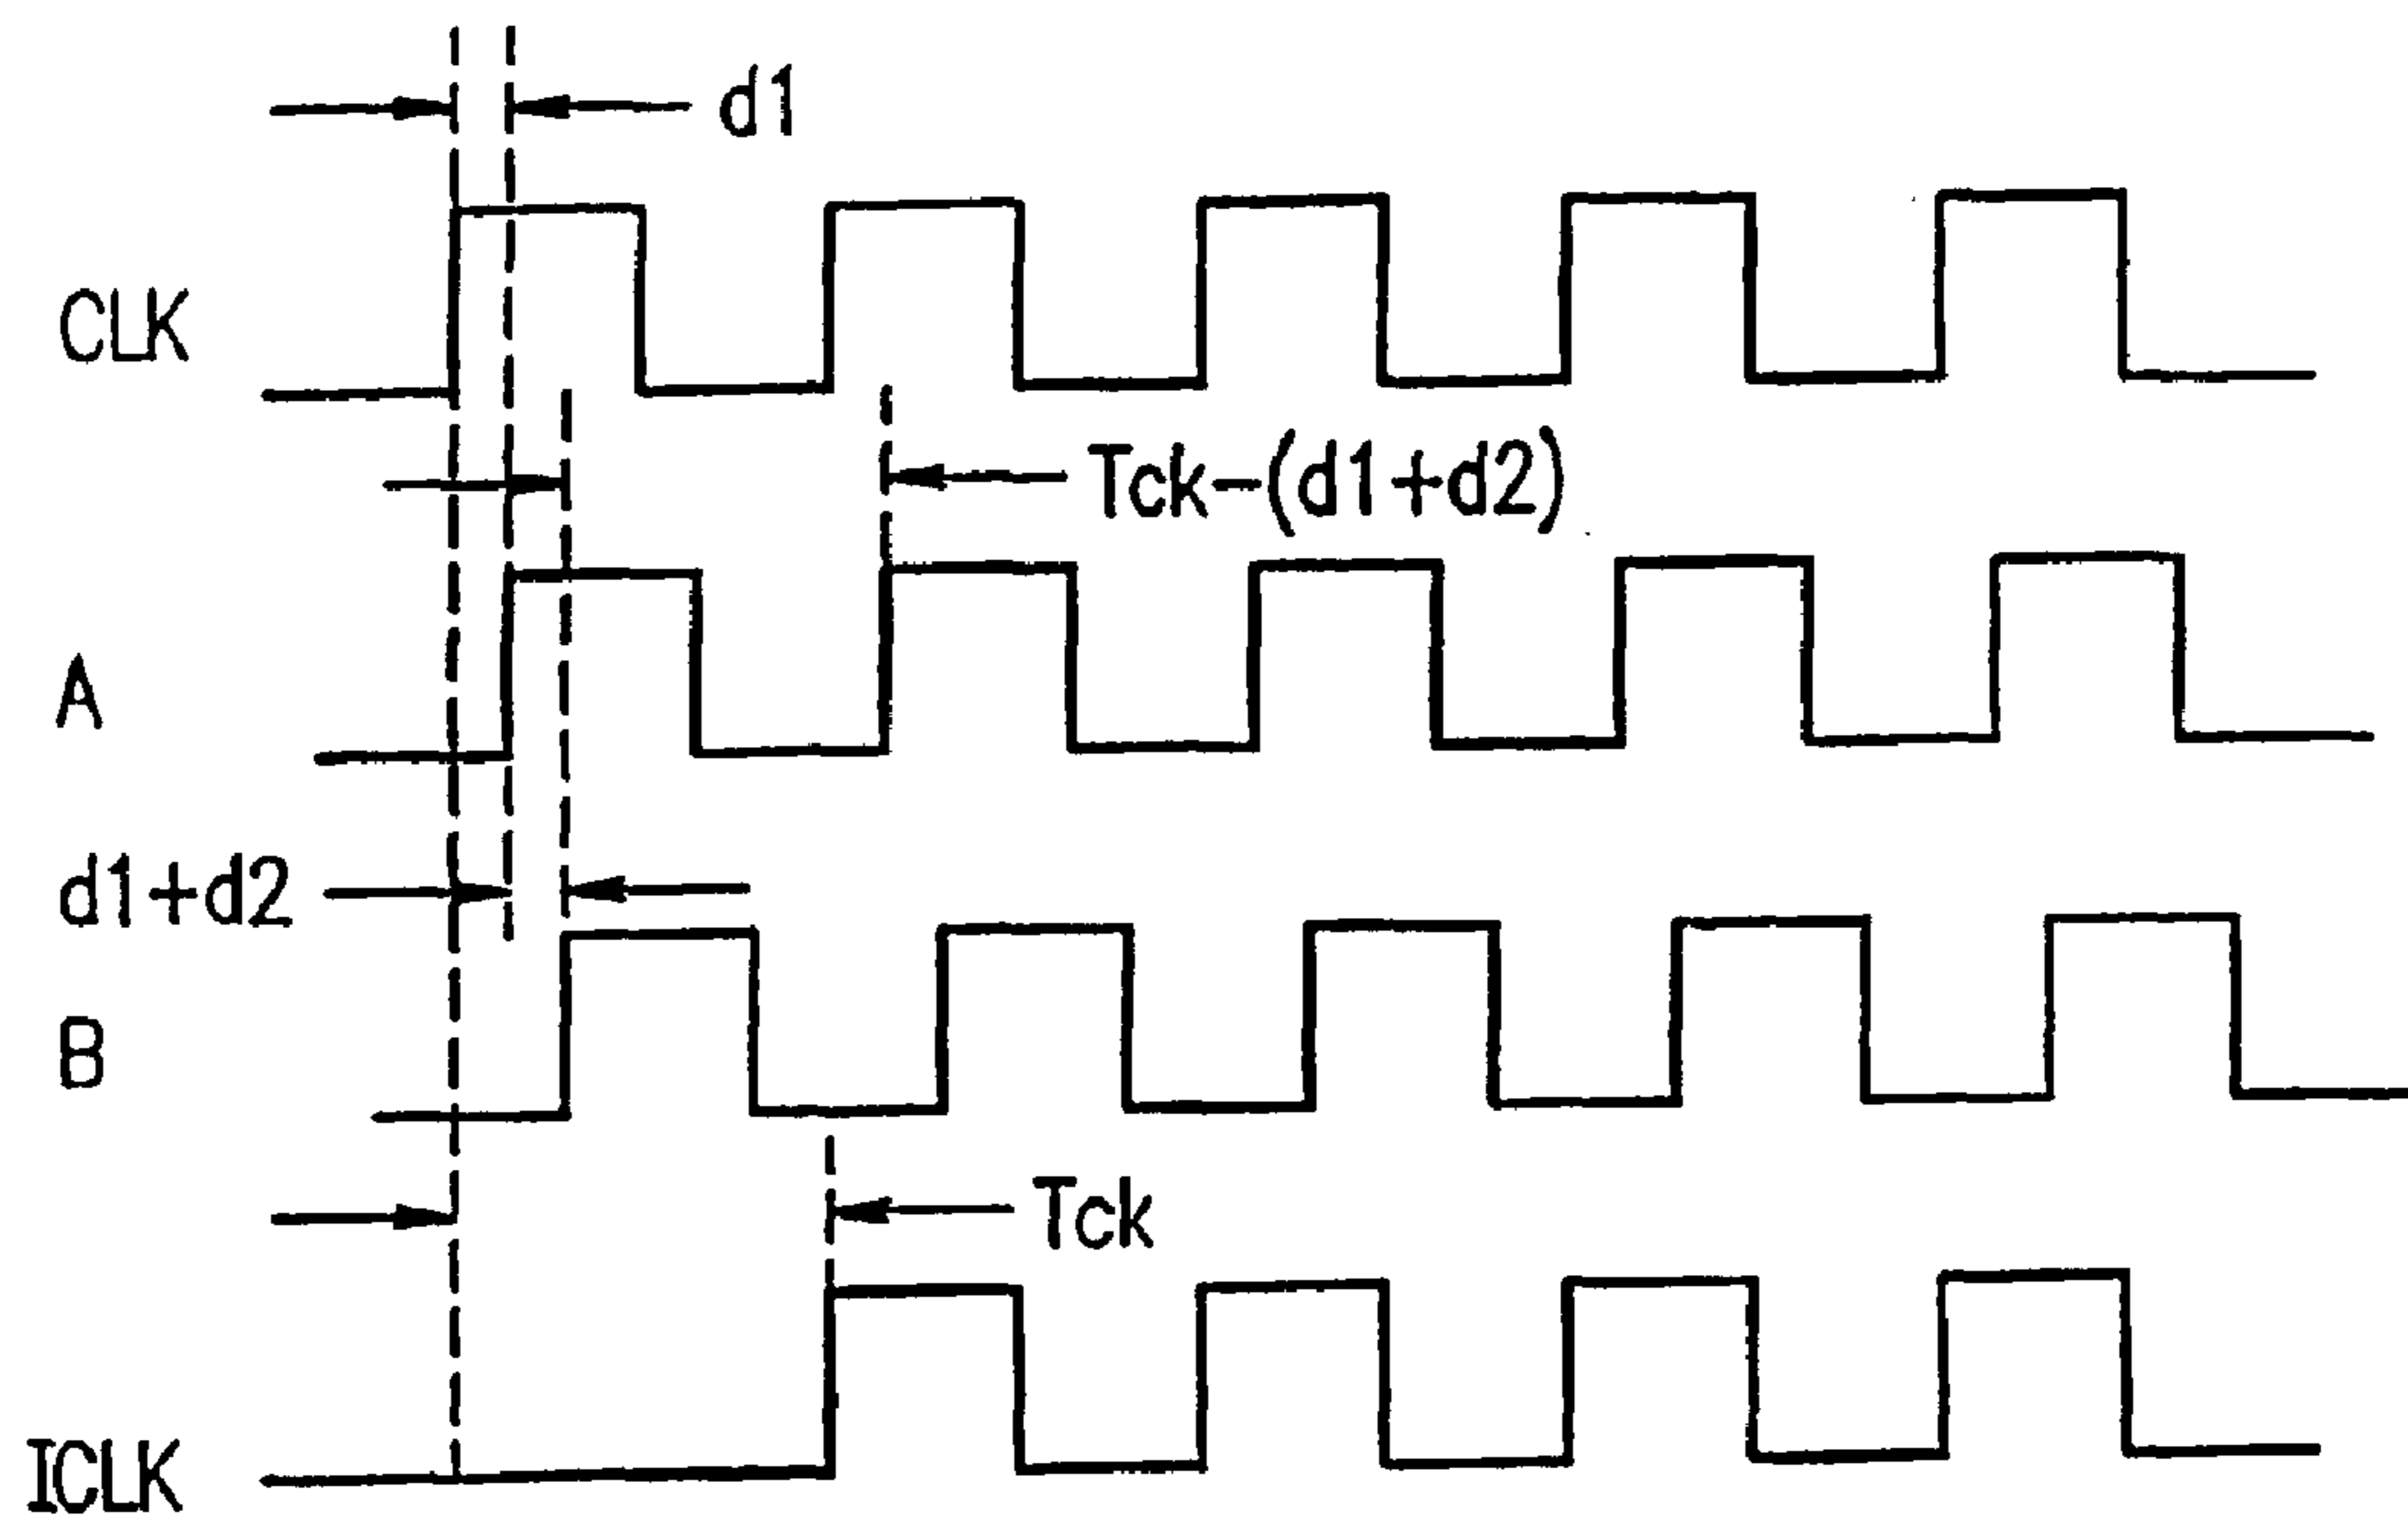 d1
CLK
Tck-(d1+d2)
A
d1+d2
B
Tck
ICLK